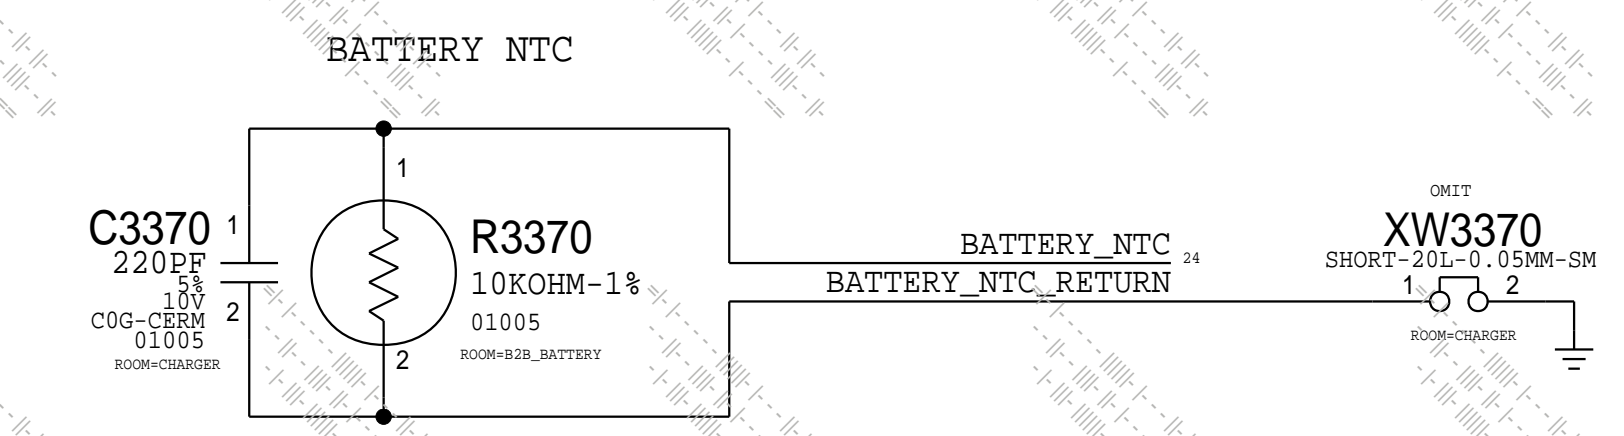 BATTERY NTC
1
C3370
1
220PF
5%
10V
C0G-CERM
2
01005
ROOM=CHARGER
R3370
10KOHM-1%
01005
ROOM=B2B_BATTERY
2
BATTERY_NTC 24
BATTERY_NTC_RETURN
OMIT
XW3370
SHORT-20L-0.05MM-SM
1 2
ROOM=CHARGER